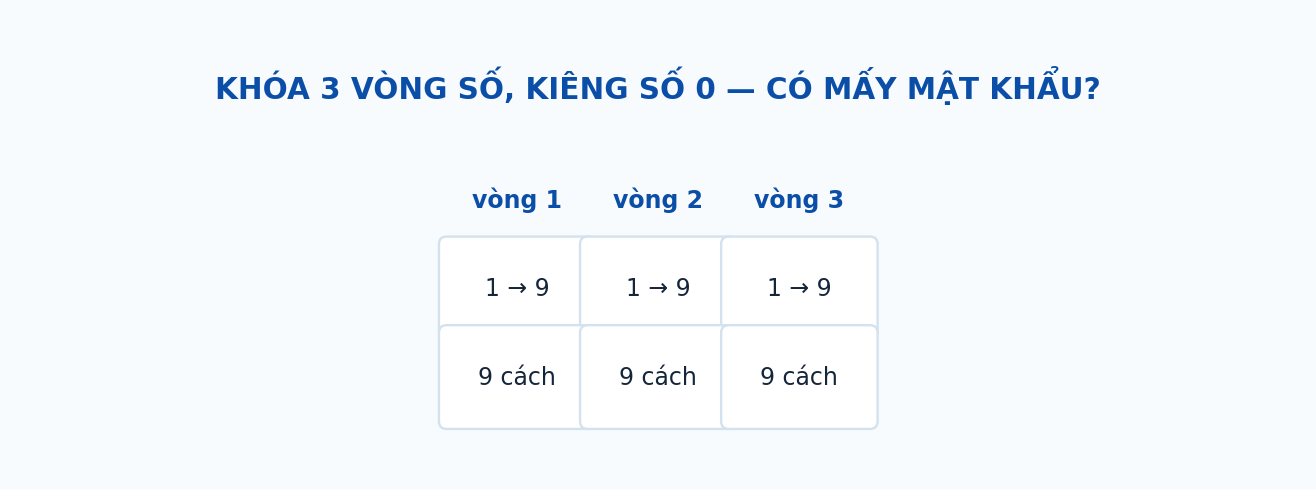 KHÓA 3 VÒNG SỐ, KIÊNG SỐ 0 — CÓ MẤY MẬT KHẨU?
vòng 1 vòng 2 vòng 3
1 → 9 1 → 9 1 → 9
9 cách 9 cách 9 cách